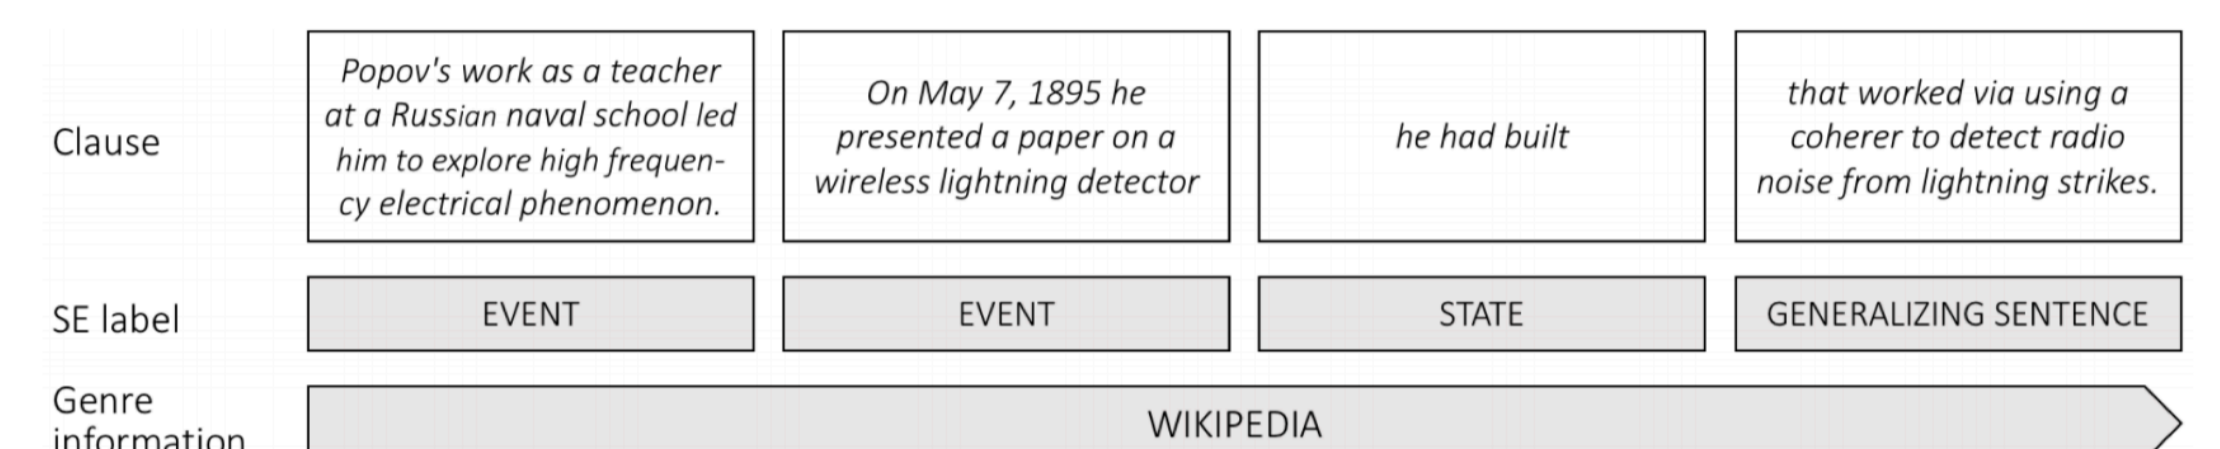 Clause
Popov's work as a teacher
at a Russian naval school led
him to explore high frequen-
cy electrical phenomenon.
On May 7, 1895 he
presented a paper on a
wireless lightning detector
he had built
that worked via using a
coherer to detect radio
noise from lightning strikes.
SE label
EVENT
EVENT
STATE
GENERALIZING SENTENCE
Genre
information
WIKIPEDIA